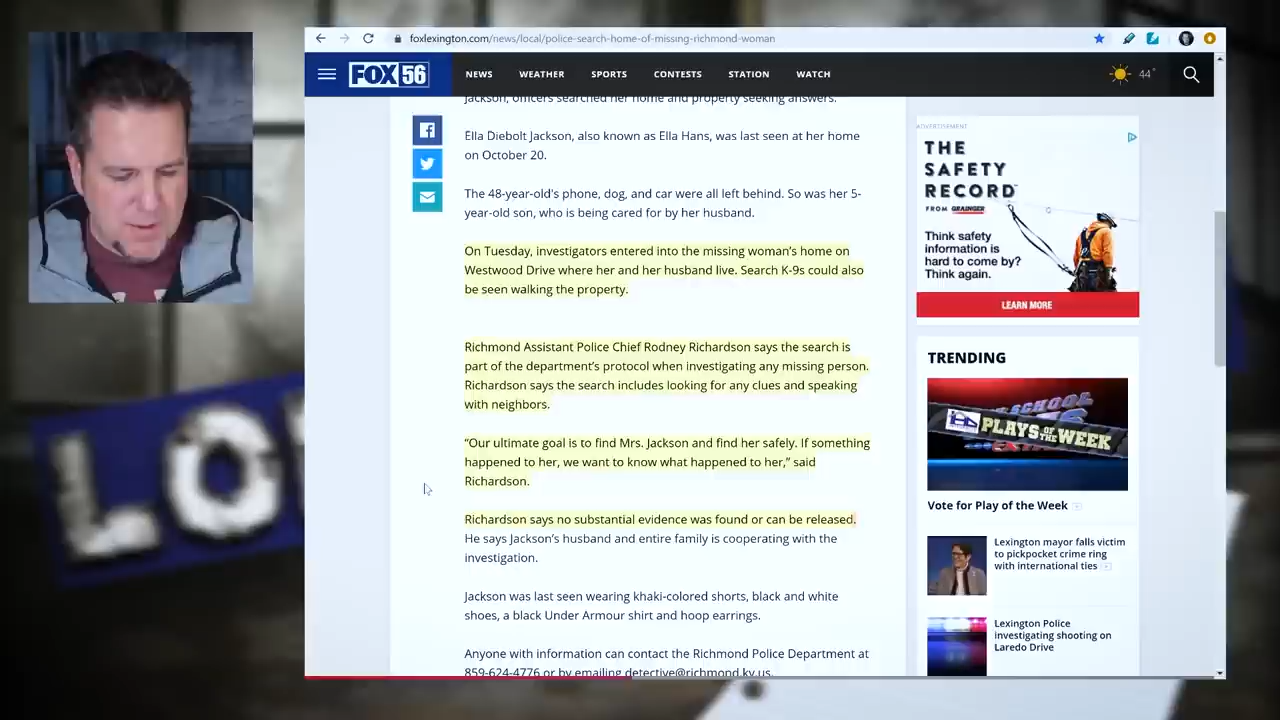 foxlexington.com/news/local/police-search-home-of-missing-richmond-woman
FOX 56
NEWS
WEATHER
SPORTS
CONTESTS
STATION
WATCH
44°
Jackson, officers searched her home and property seeking answers.
Ella Diebolt Jackson, also known as Ella Hans, was last seen at her home
on October 20.
The 48-year-old's phone, dog, and car were all left behind. So was her 5-
year-old son, who is being cared for by her husband.
On Tuesday, investigators entered into the missing woman's home on
Westwood Drive where her and her husband live. Search K-9s could also
be seen walking the property.
Richmond Assistant Police Chief Rodney Richardson says the search is
part of the department's protocol when investigating any missing person.
Richardson says the search includes looking for any clues and speaking
with neighbors.
“Our ultimate goal is to find Mrs. Jackson and find her safely. If something
happened to her, we want to know what happened to her,” said
Richardson.
Richardson says no substantial evidence was found or can be released.
He says Jackson's husband and entire family is cooperating with the
investigation.
Jackson was last seen wearing khaki-colored shorts, black and white
shoes, a black Under Armour shirt and hoop earrings.
Anyone with information can contact the Richmond Police Department at
859-624-4776 or by emailing detective@richmond.ky.us.
ADVERTISEMENT
THE
SAFETY
RECORD
FROM GRAINGER
Think safety
information is
hard to come by?
Think again.
LEARN MORE
TRENDING
SCHOOL
PLAYS OF THE WEEK
Vote for Play of the Week
Lexington mayor falls victim
to pickpocket crime ring
with international ties
Lexington Police
investigating shooting on
Laredo Drive
LO